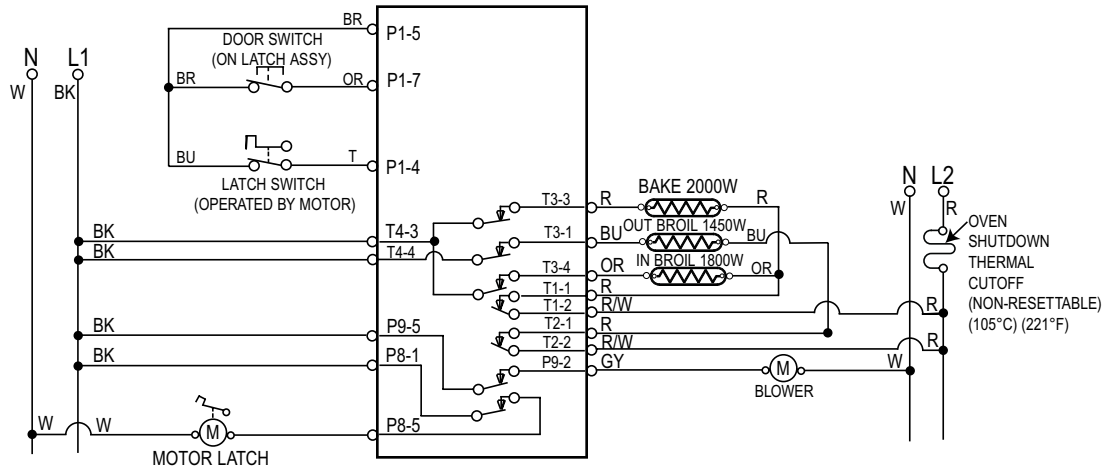 BR
P1-5
DOOR SWITCH
(ON LATCH ASSY)
N
L1
W
BK
BR
OR
P1-7
BU
T
P1-4
LATCH SWITCH
(OPERATED BY MOTOR)
BK
T4-3
BK
T4-4
BK
P9-5
BK
P8-1
W
W
M
P8-5
MOTOR LATCH
T3-3
R
BAKE 2000W
R
T3-1
BU
OUT BROIL 1450W
BU
IN BROIL 1800W
T3-4
OR
OR
T1-1
R
T1-2
R/W
R
T2-1
R
T2-2
R/W
R
P9-2
GY
M
W
BLOWER
N
L2
W
R
OVEN
SHUTDOWN
THERMAL
CUTOFF
(NON-RESETTABLE)
(105°C) (221°F)